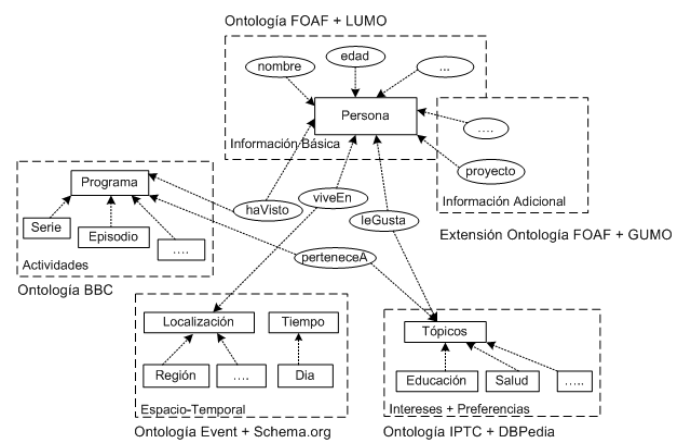 Ontología FOAF + LUMO
nombre
edad
...
Persona
Información Básica
....
proyecto
Información Adicional
Extensión Ontología FOAF + GUMO
Programa
Serie
Episodio
....
Actividades
Ontología BBC
haVisto
viveEn
leGusta
perteneceA
Localización
Tiempo
Región
....
Dia
Espacio-Temporal
Ontología Event + Schema.org
Tópicos
Educación
Salud
.....
Intereses + Preferencias
Ontología IPTC + DBPedia